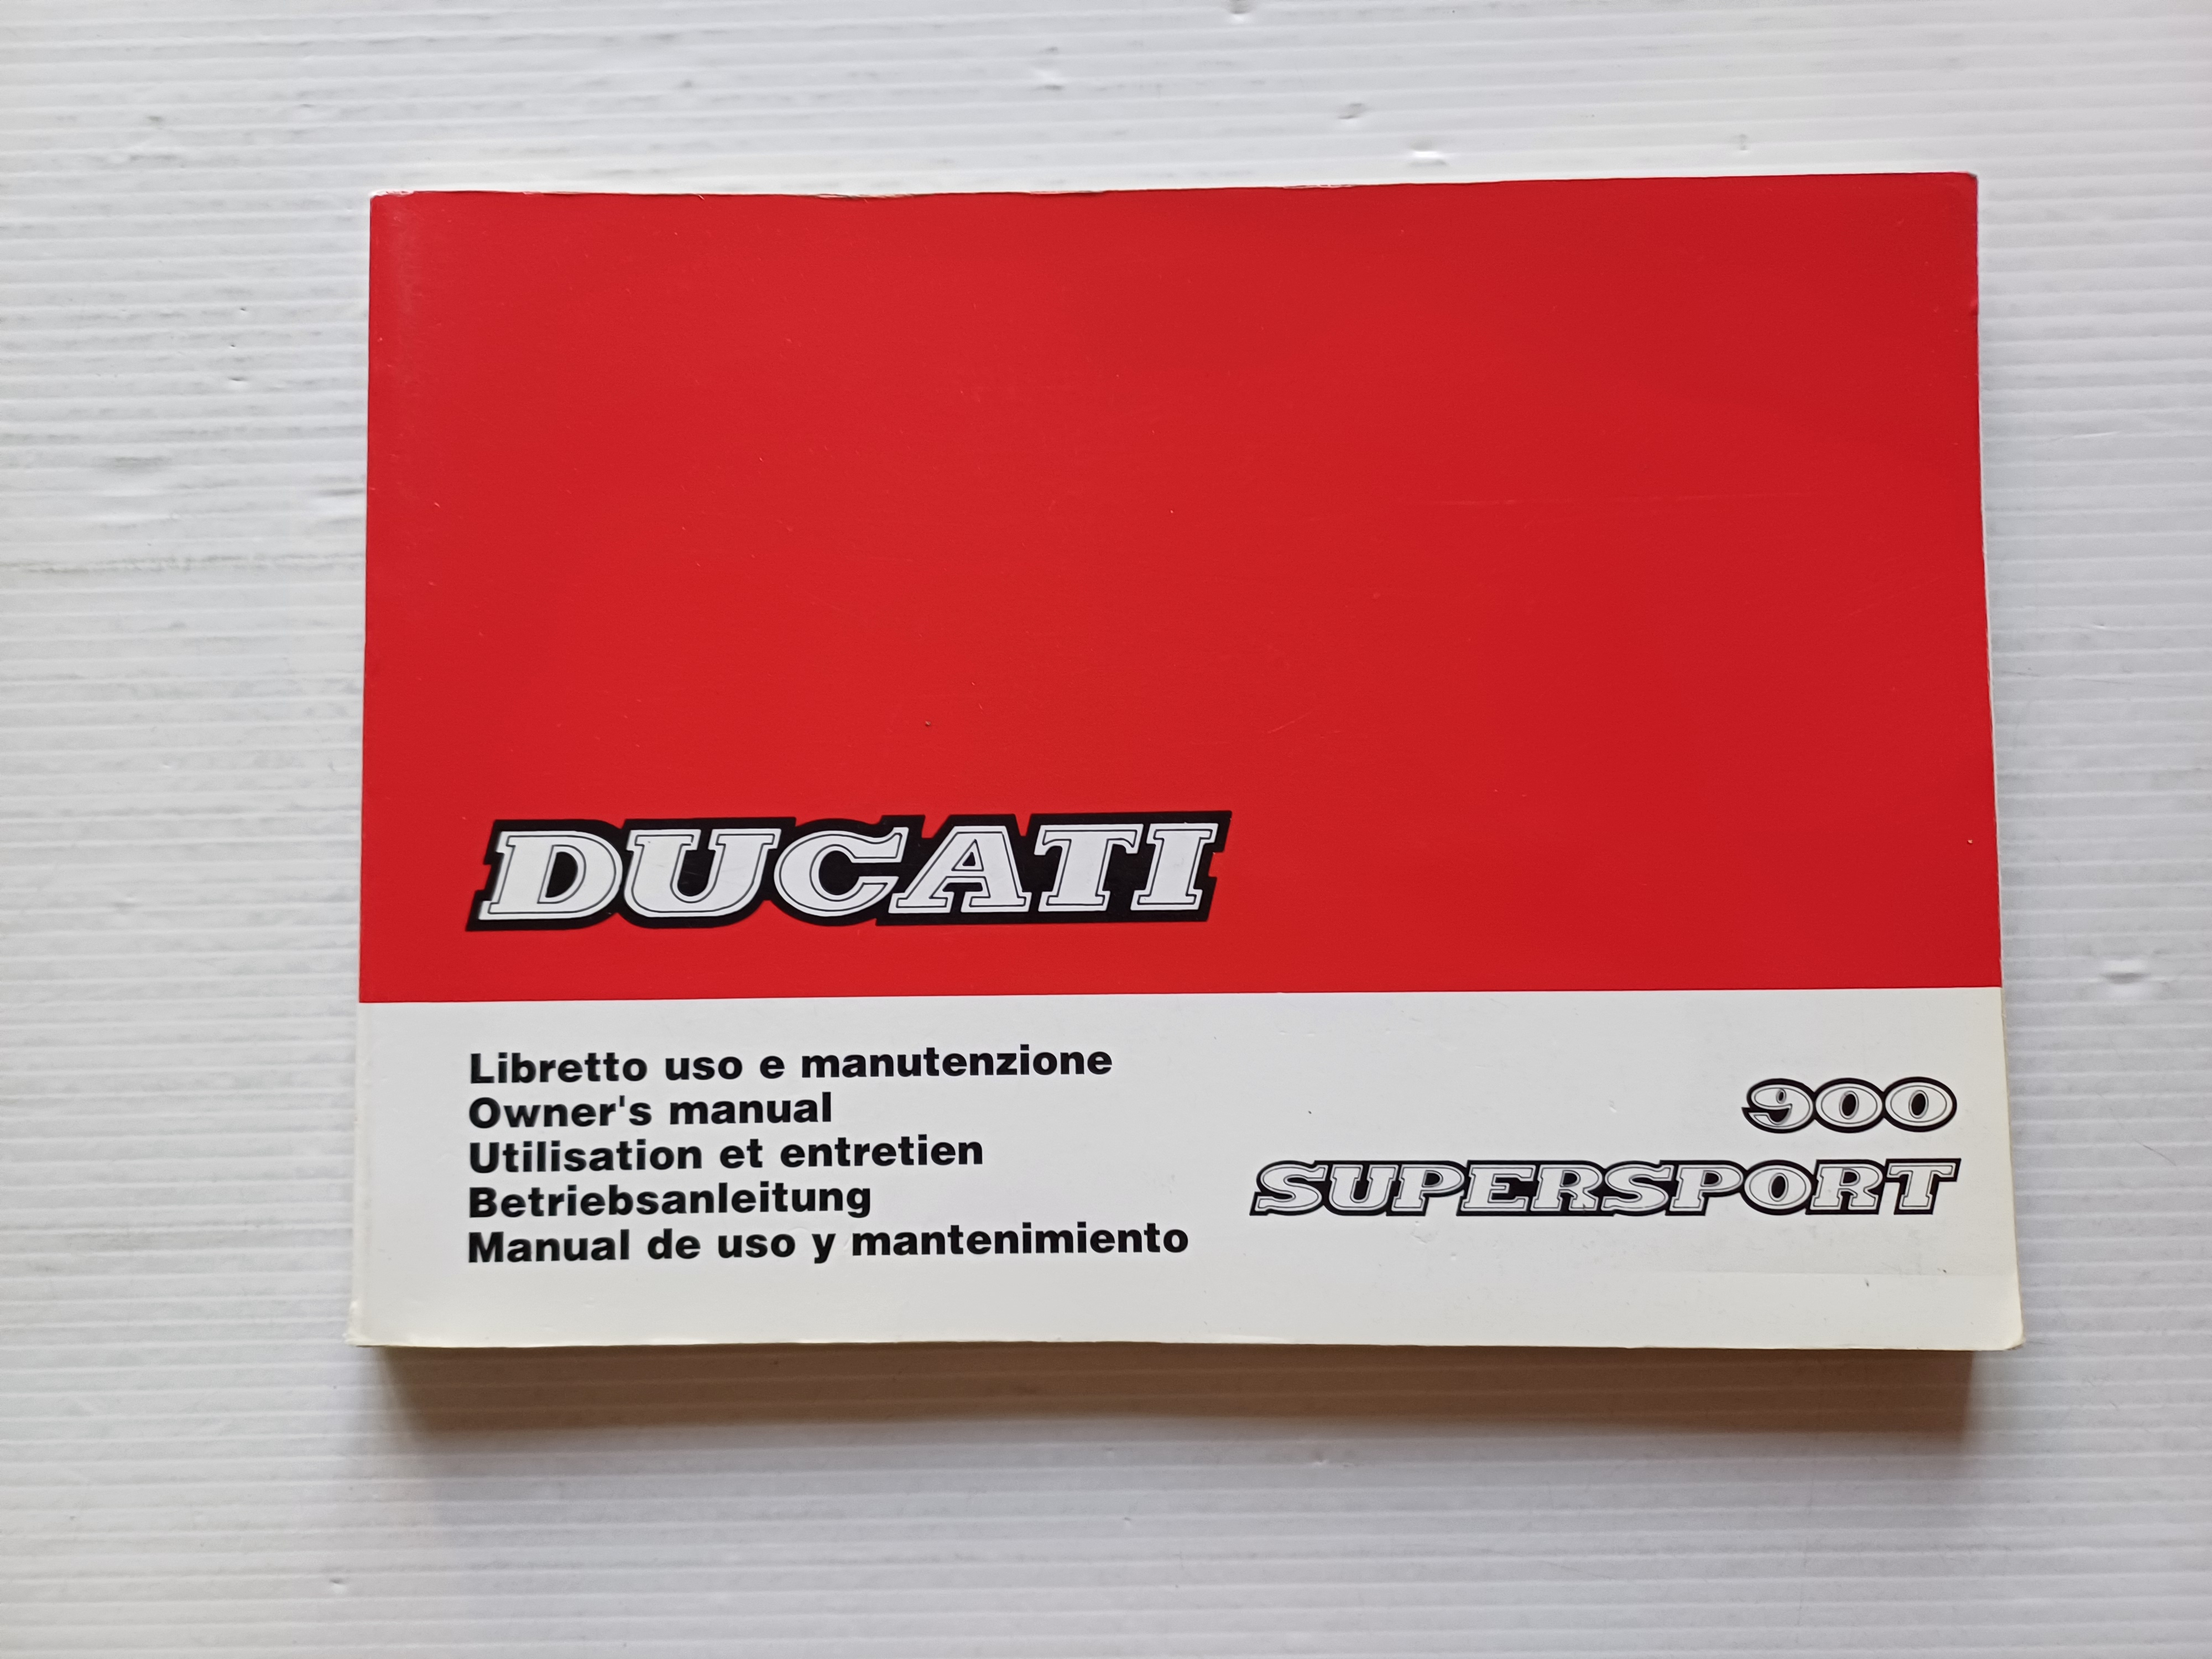 DUCATI
Libretto uso e manutenzione
Owner's manual
Utilisation et entretien
Betriebsanleitung
Manual de uso y mantenimiento
900
SUPERSPORT